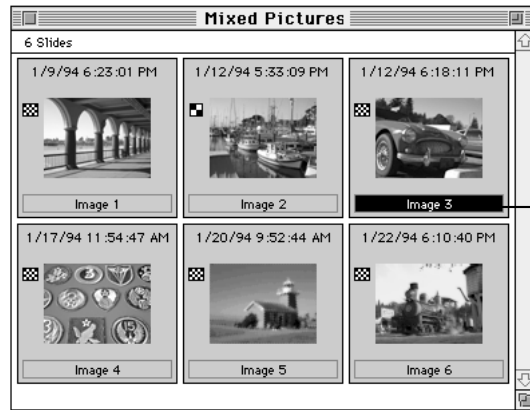 Mixed Pictures
6 Slides
1/9/94 6:23:01 PM
1/12/94 5:33:09 PM
1/12/94 6:18:11 PM
Image 1
Image 2
Image 3
1/17/94 11:54:47 AM
1/20/94 9:52:44 AM
1/22/94 6:10:40 PM
Image 4
Image 5
Image 6